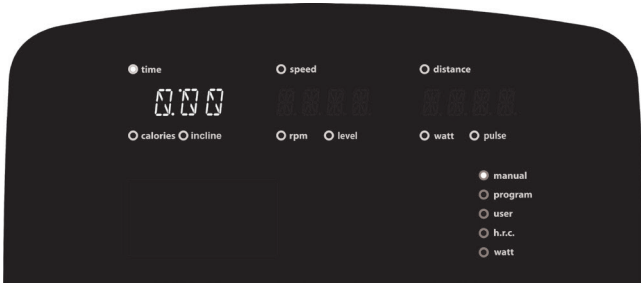 time speed distance
0:00
calories incline rpm level watt pulse
manual
program
user
h.r.c.
watt